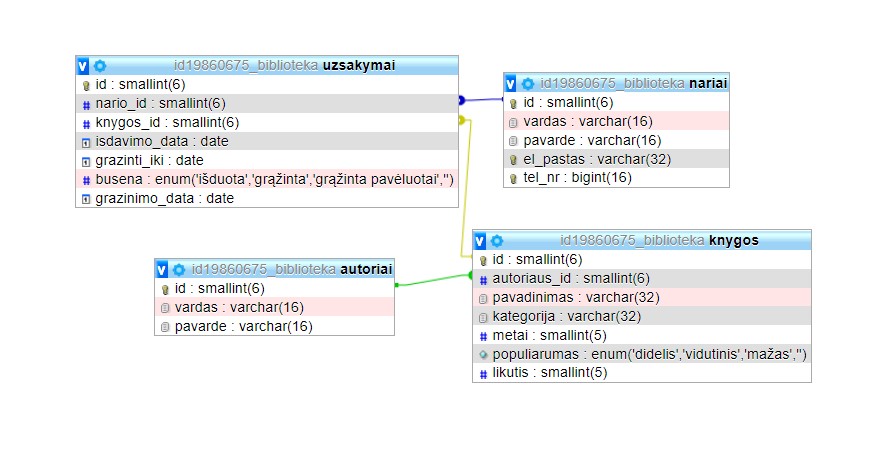 id19860675_biblioteka uzsakymai
id : smallint(6)
nario_id : smallint(6)
knygos_id : smallint(6)
isdavimo_data : date
grazinti_iki : date
busena : enum('išduota','grąžinta','grąžinta pavėluotai','')
grazinimo_data : date
id19860675_biblioteka nariai
id : smallint(6)
vardas : varchar(16)
pavarde : varchar(16)
el_pastas : varchar(32)
tel_nr : bigint(16)
id19860675_biblioteka autoriai
id : smallint(6)
vardas : varchar(16)
pavarde : varchar(16)
id19860675_biblioteka knygos
id : smallint(6)
autoriaus_id : smallint(6)
pavadinimas : varchar(32)
kategorija : varchar(32)
metai : smallint(5)
populiarumas : enum('didelis','vidutinis','mažas','')
likutis : smallint(5)